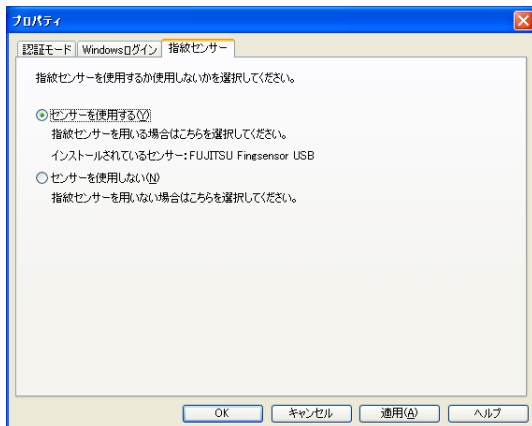 プロパティ
認証モード Windowsログイン 指紋センサー
指紋センサーを使用するか使用しないかを選択してください。
センサーを使用する(Y)
指紋センサーを用いる場合はこちらを選択してください。
インストールされているセンサー:FUJITSU Fingsensor USB
センサーを使用しない(N)
指紋センサーを用いない場合はこちらを選択してください。
OK キャンセル 適用(A) ヘルプ